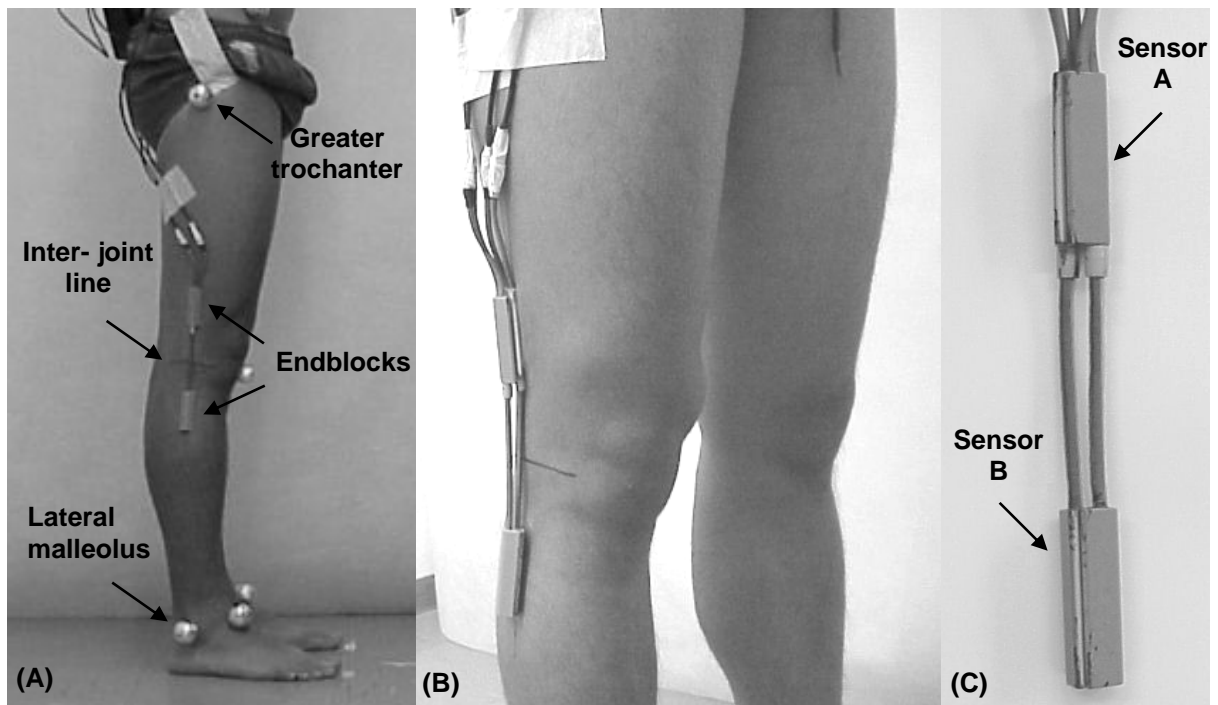 Greater
trochanter
Inter- joint
line
Endblocks
Lateral
malleolus
(A)
(B)
Sensor
A
Sensor
B
(C)